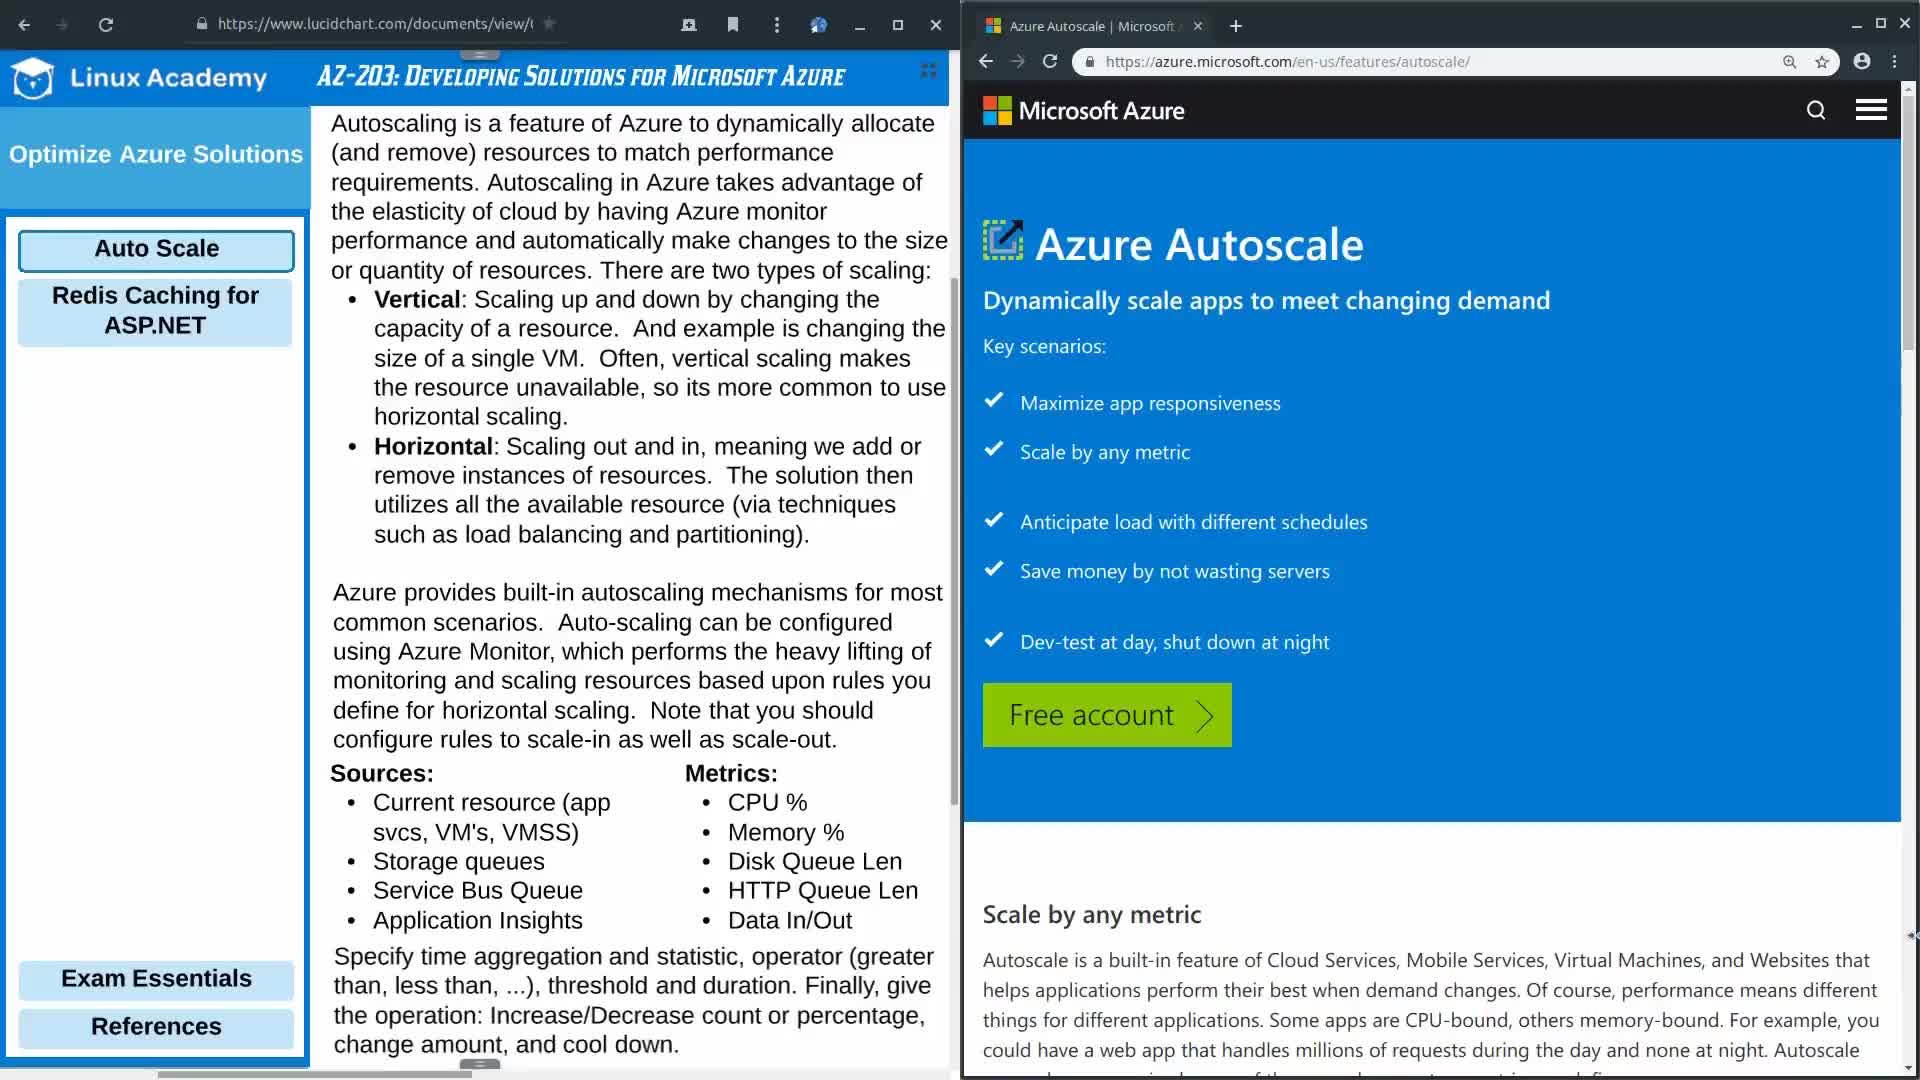 https://www.lucidchart.com/documents/view/(
Linux Academy
AZ-203: Developing Solutions for Microsoft Azure
Optimize Azure Solutions
Auto Scale
Redis Caching for
ASP.NET
Exam Essentials
References
Autoscaling is a feature of Azure to dynamically allocate
(and remove) resources to match performance
requirements. Autoscaling in Azure takes advantage of
the elasticity of cloud by having Azure monitor
performance and automatically make changes to the size
or quantity of resources. There are two types of scaling:
• Vertical: Scaling up and down by changing the
capacity of a resource. And example is changing the
size of a single VM. Often, vertical scaling makes
the resource unavailable, so its more common to use
horizontal scaling.
• Horizontal: Scaling out and in, meaning we add or
remove instances of resources. The solution then
utilizes all the available resource (via techniques
such as load balancing and partitioning).
Azure provides built-in autoscaling mechanisms for most
common scenarios. Auto-scaling can be configured
using Azure Monitor, which performs the heavy lifting of
monitoring and scaling resources based upon rules you
define for horizontal scaling. Note that you should
configure rules to scale-in as well as scale-out.
Sources:
• Current resource (app
svcs, VM's, VMSS)
• Storage queues
• Service Bus Queue
• Application Insights
Metrics:
• CPU %
• Memory %
• Disk Queue Len
• HTTP Queue Len
• Data In/Out
Specify time aggregation and statistic, operator (greater
than, less than, ...), threshold and duration. Finally, give
the operation: Increase/Decrease count or percentage,
change amount, and cool down.
Azure Autoscale | Microsoft
https://azure.microsoft.com/en-us/features/autoscale/
Microsoft Azure
Azure Autoscale
Dynamically scale apps to meet changing demand
Key scenarios:
Maximize app responsiveness
Scale by any metric
Anticipate load with different schedules
Save money by not wasting servers
Dev-test at day, shut down at night
Free account
Scale by any metric
Autoscale is a built-in feature of Cloud Services, Mobile Services, Virtual Machines, and Websites that
helps applications perform their best when demand changes. Of course, performance means different
things for different applications. Some apps are CPU-bound, others memory-bound. For example, you
could have a web app that handles millions of requests during the day and none at night. Autoscale